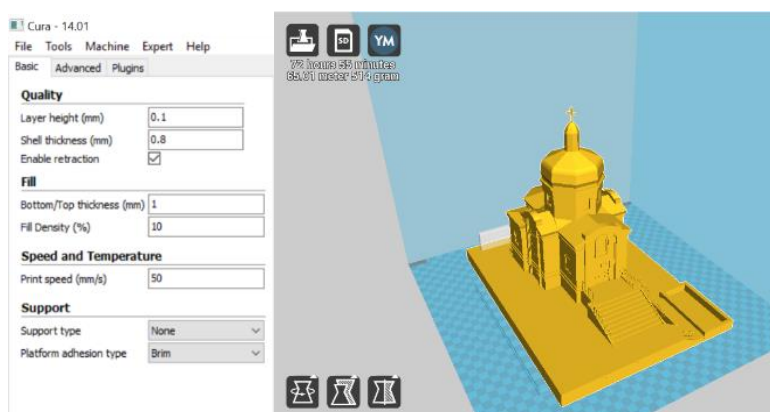 Cura - 14.01
File Tools Machine Expert Help
Basic Advanced Plugins
Quality
Layer height (mm) 0.1
Shell thickness (mm) 0.8
Enable retraction
Fill
Bottom/Top thickness (mm) 1
Fill Density (%) 10
Speed and Temperature
Print speed (mm/s) 50
Support
Support type None
Platform adhesion type Brim
SD YM
72 hours 55 minutes
65.01 meter 514 gram